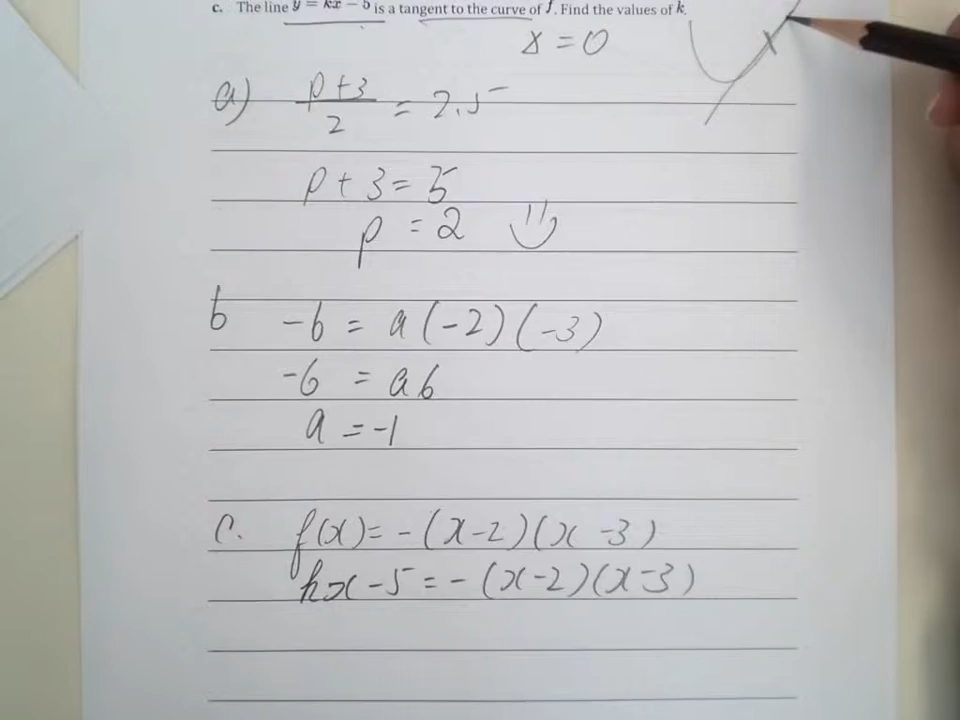 c. The line y = kx − 5 is a tangent to the curve of f. Find the values of k.
x = 0
a) p+3/2 = 2.5
p + 3 = 5
p = 2
b -6 = a(-2)(-3)
-6 = a6
a = -1
c. f(x) = -(x-2)(x-3)
kx-5 = -(x-2)(x-3)